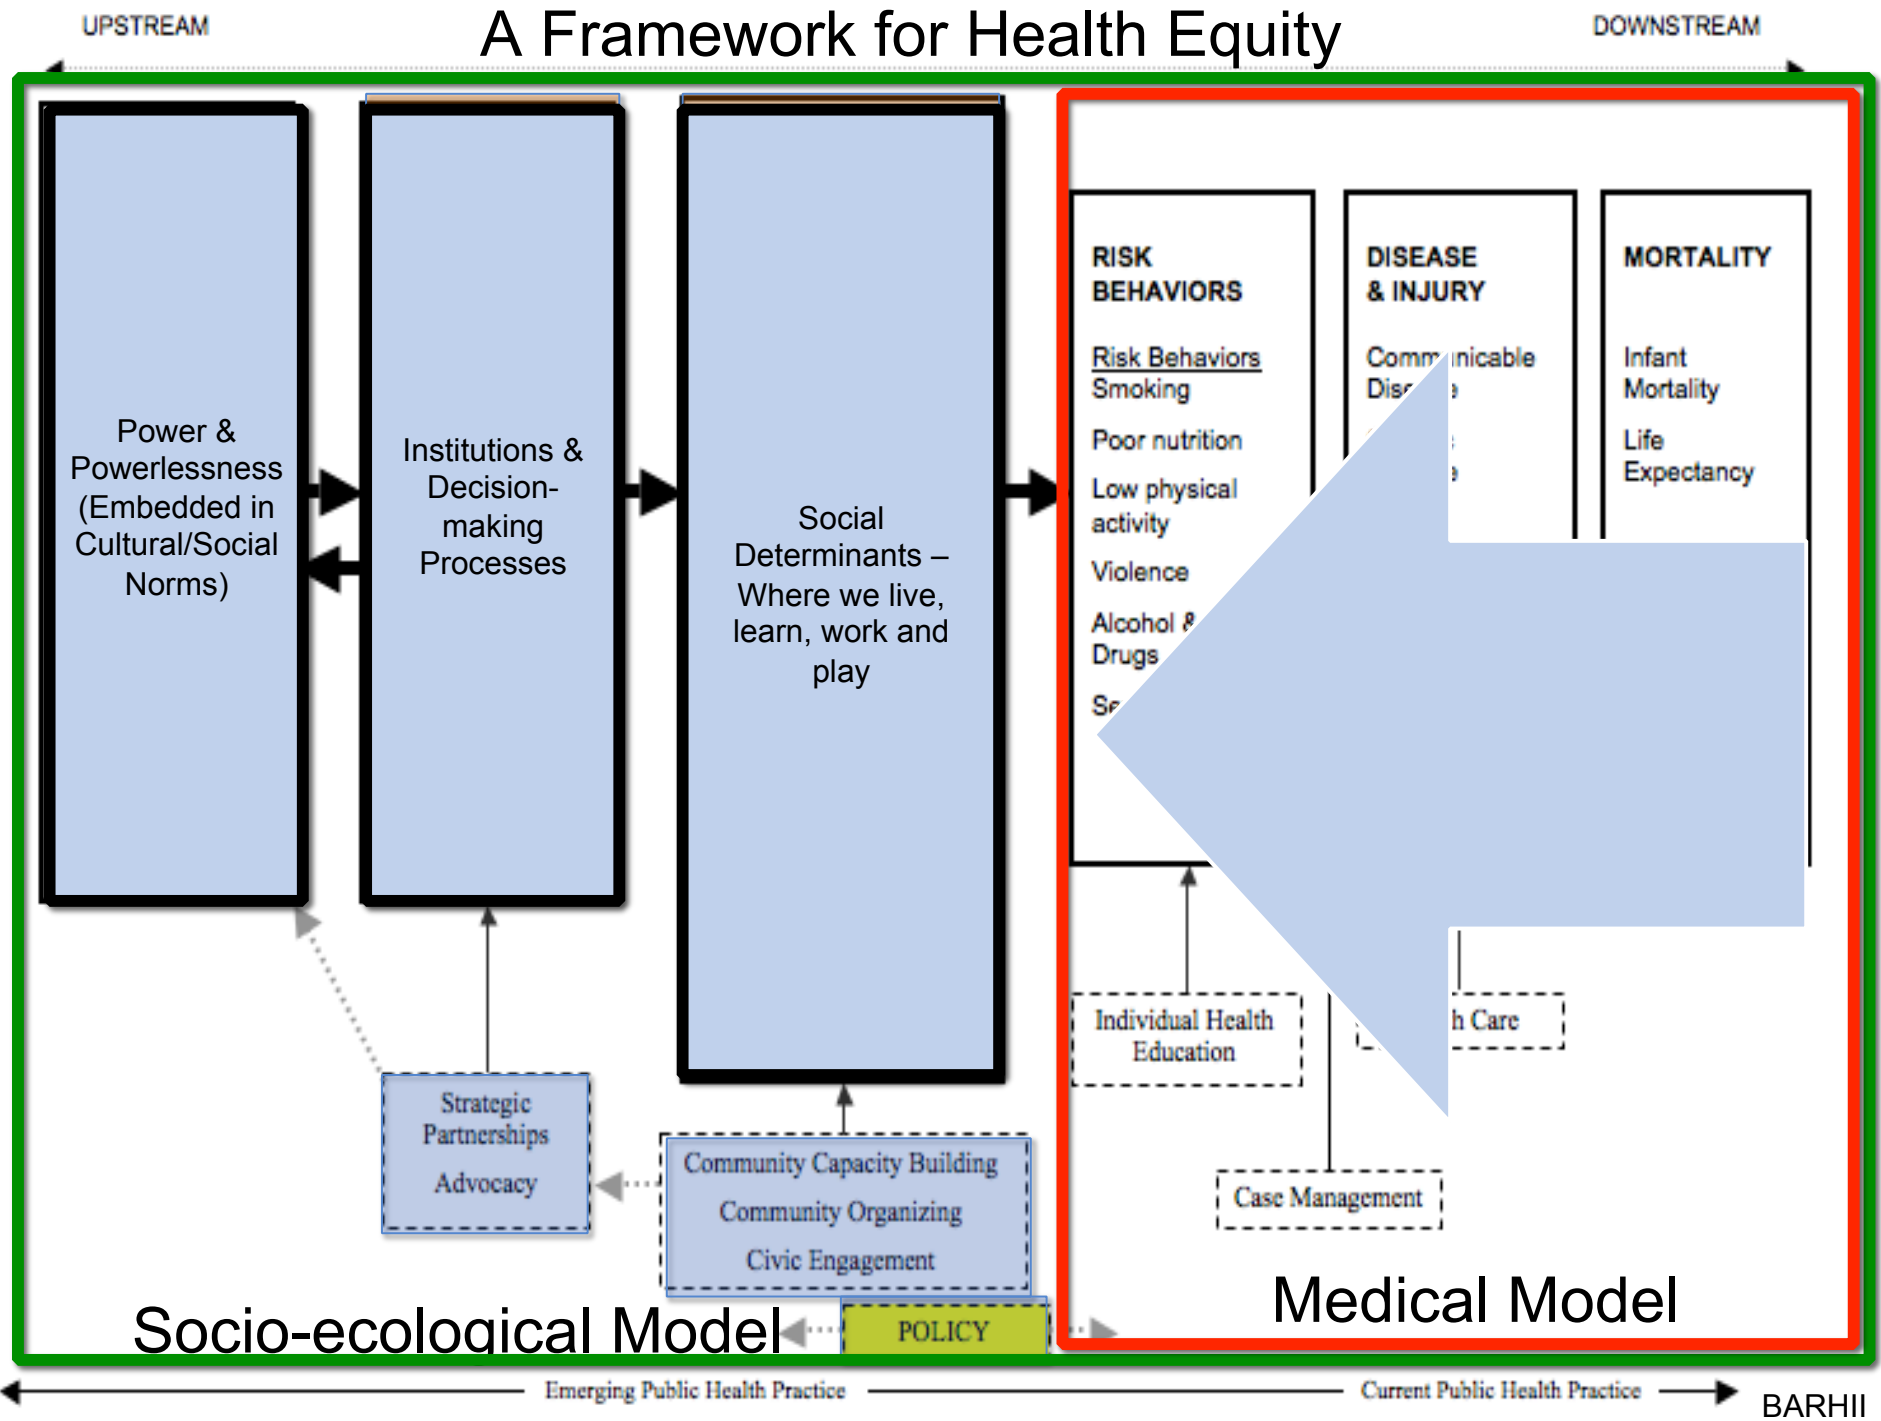 UPSTREAM
A Framework for Health Equity
DOWNSTREAM
Power &
Powerlessness
(Embedded in
Cultural/Social
Norms)
Institutions &
Decision-
making
Processes
Social
Determinants –
Where we live,
learn, work and
play
RISK
BEHAVIORS
Risk Behaviors
Smoking
Poor nutrition
Low physical
activity
Violence
Alcohol &
Drugs
DISEASE
& INJURY
Communicable
MORTALITY
Infant
Mortality
Life
Expectancy
Strategic
Partnerships
Advocacy
Community Capacity Building
Community Organizing
Civic Engagement
Individual Health
Education
Care
Case Management
Socio-ecological Model
POLICY
Medical Model
Emerging Public Health Practice
Current Public Health Practice
BARHII